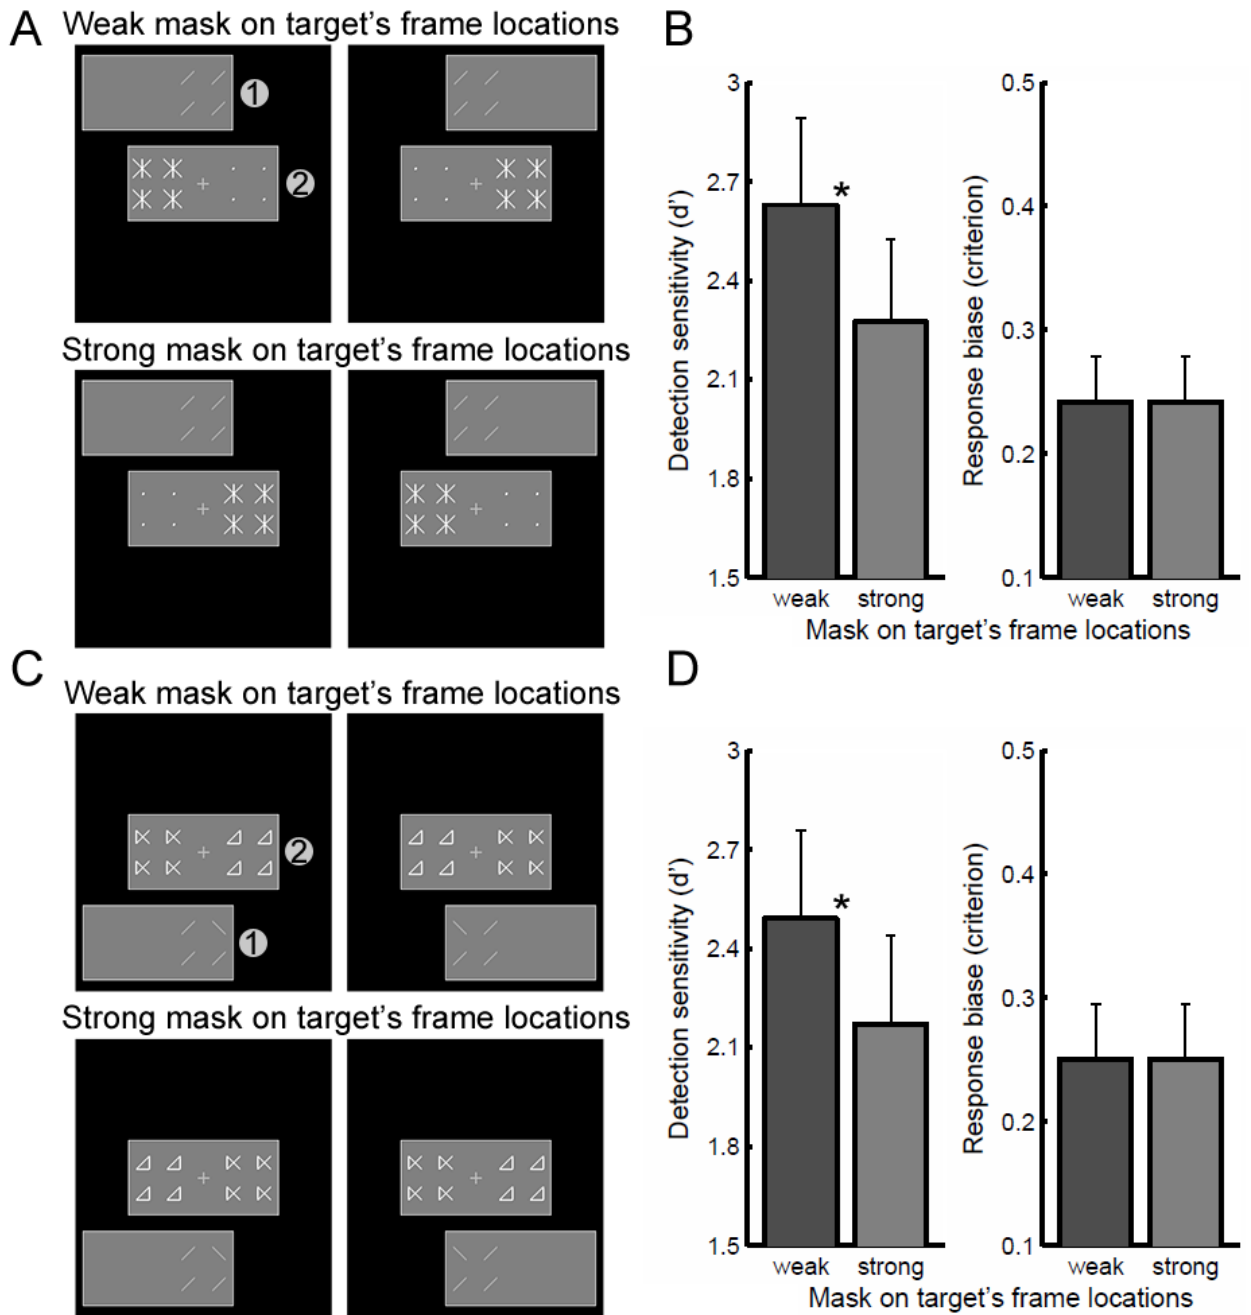 A
Weak mask on target's frame locations
1
2
Strong mask on target's frame locations
B
Detection sensitivity (d')
3
2.7
2.4
2.1
1.8
1.5
*
weak strong
Response biase (criterion)
0.5
0.4
0.3
0.2
0.1
weak strong
Mask on target's frame locations
C
Weak mask on target's frame locations
2
1
Strong mask on target's frame locations
D
Detection sensitivity (d')
3
2.7
2.4
2.1
1.8
1.5
*
weak strong
Response biase (criterion)
0.5
0.4
0.3
0.2
0.1
weak strong
Mask on target's frame locations